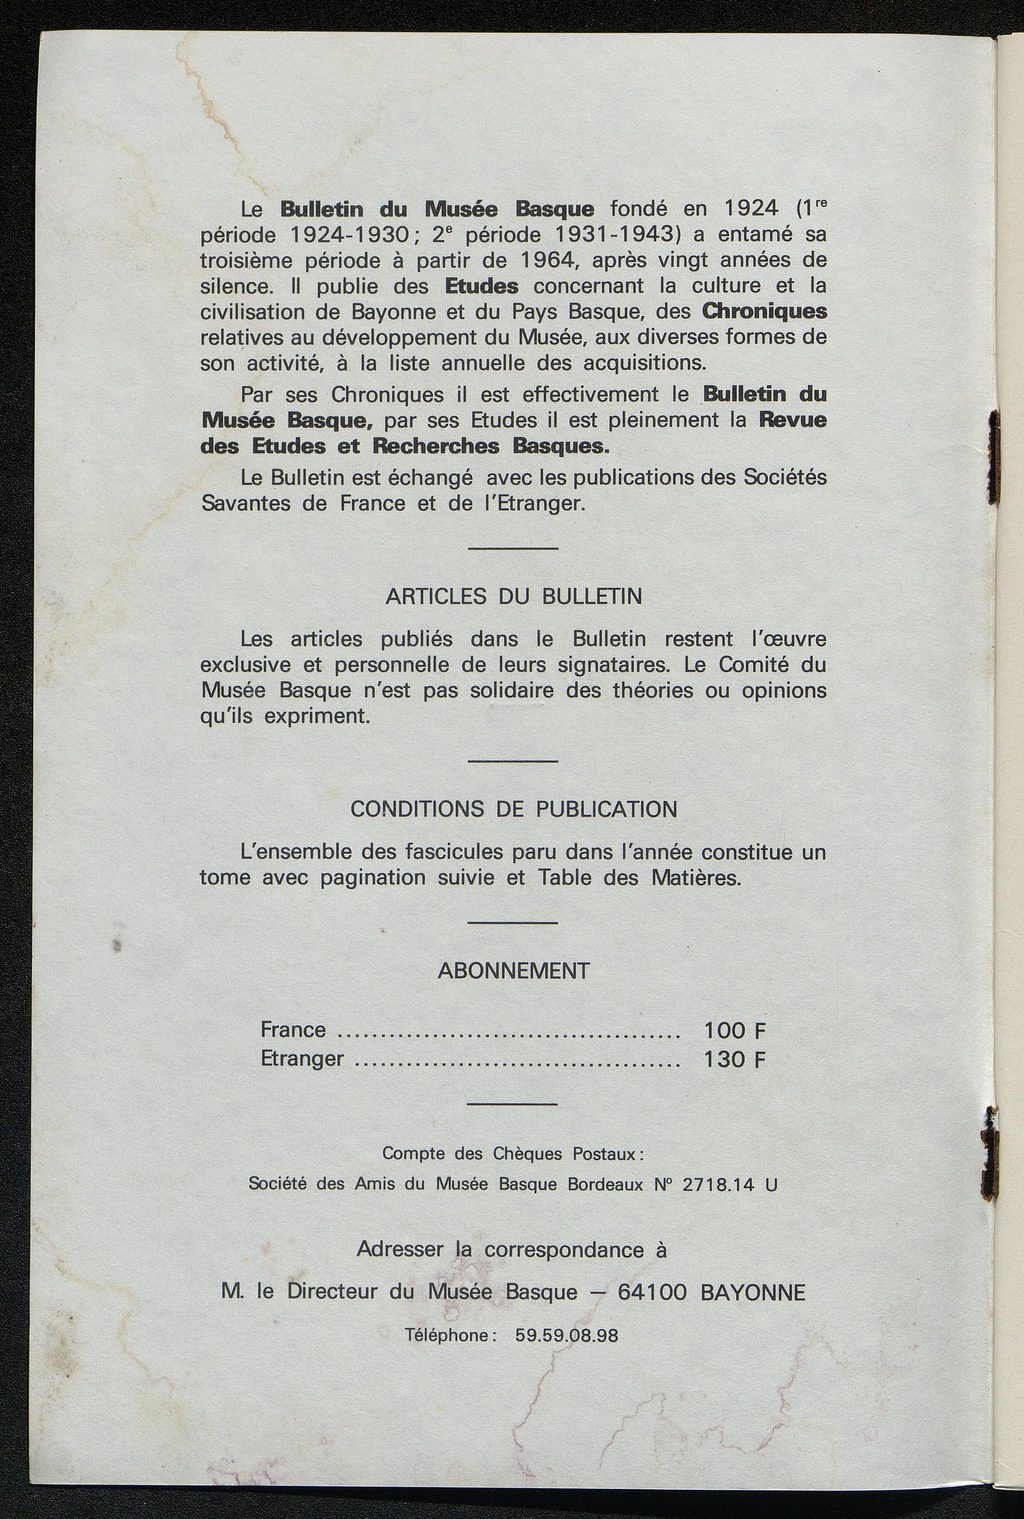 Le Bulletin du Musée Basque fondé en 1924 (1re
période 1924-1930 ; 2e période 1931-1943) a entamé sa
troisième période à partir de 1964, après vingt années de
silence. Il publie des Etudes concernant la culture et la
civilisation de Bayonne et du Pays Basque, des Chroniques
relatives au développement du Musée, aux diverses formes de
son activité, à la liste annuelle des acquisitions.
Par ses Chroniques il est effectivement le Bulletin du
Musée Basque, par ses Etudes il est pleinement la Revue
des Etudes et Recherches Basques.
Le Bulletin est échangé avec les publications des Sociétés
Savantes de France et de l'Etranger.
ARTICLES DU BULLETIN
Les articles publiés dans le Bulletin restent l'œuvre
exclusive et personnelle de leurs signataires. Le Comité du
Musée Basque n'est pas solidaire des théories ou opinions
qu'ils expriment.
CONDITIONS DE PUBLICATION
L'ensemble des fascicules paru dans l'année constitue un
tome avec pagination suivie et Table des Matières.
ABONNEMENT
France ........................................ 100 F
Etranger ...................................... 130 F
Compte des Chèques Postaux :
Société des Amis du Musée Basque Bordeaux Nº 2718.14 U
Adresser la correspondance à
M. le Directeur du Musée Basque — 64100 BAYONNE
Téléphone : 59.59.08.98